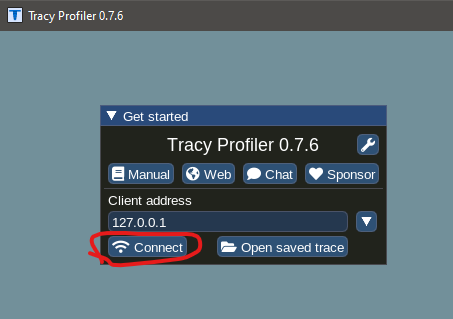 Tracy Profiler 0.7.6
Get started
Tracy Profiler 0.7.6
Manual Web Chat Sponsor
Client address
127.0.0.1
Connect Open saved trace